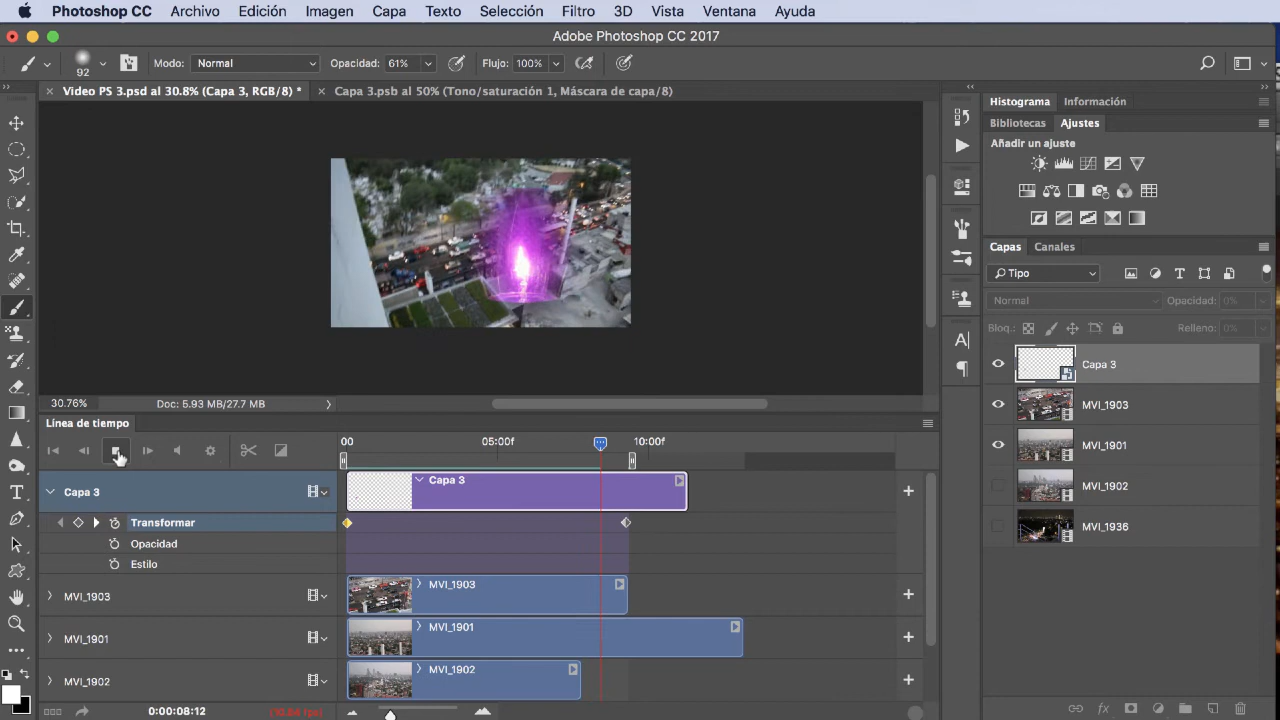 Photoshop CC Archivo Edición Imagen Capa Texto Selección Filtro 3D Vista Ventana Ayuda
Adobe Photoshop CC 2017
92 Modo: Normal Opacidad: 61% Flujo: 100%
Video PS 3.psd al 30.8% (Capa 3, RGB/8) * Capa 3.psb al 50% (Tono/saturación 1, Máscara de capa/8)
Histograma Información
Bibliotecas Ajustes
Añadir un ajuste
Capas Canales
Tipo
Normal Opacidad: 0%
Bloq.: Relleno: 0%
Capa 3
MVI_1903
MVI_1901
MVI_1902
MVI_1936
30.76% Doc: 5.93 MB/27.7 MB
Línea de tiempo
00 05:00f 10:00f
Capa 3 Capa 3
Transformar
Opacidad
Estilo
MVI_1903 MVI_1903
MVI_1901 MVI_1901
MVI_1902 MVI_1902
0:00:08:12